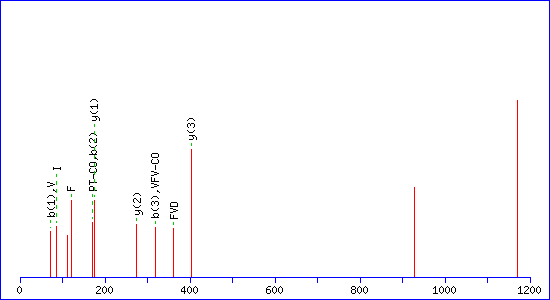 b(1),V
I
F
PT-CO,b(2)
y(1)
y(2)
b(3),VFV-CO
FVD
y(3)
0 200 400 600 800 1000 1200